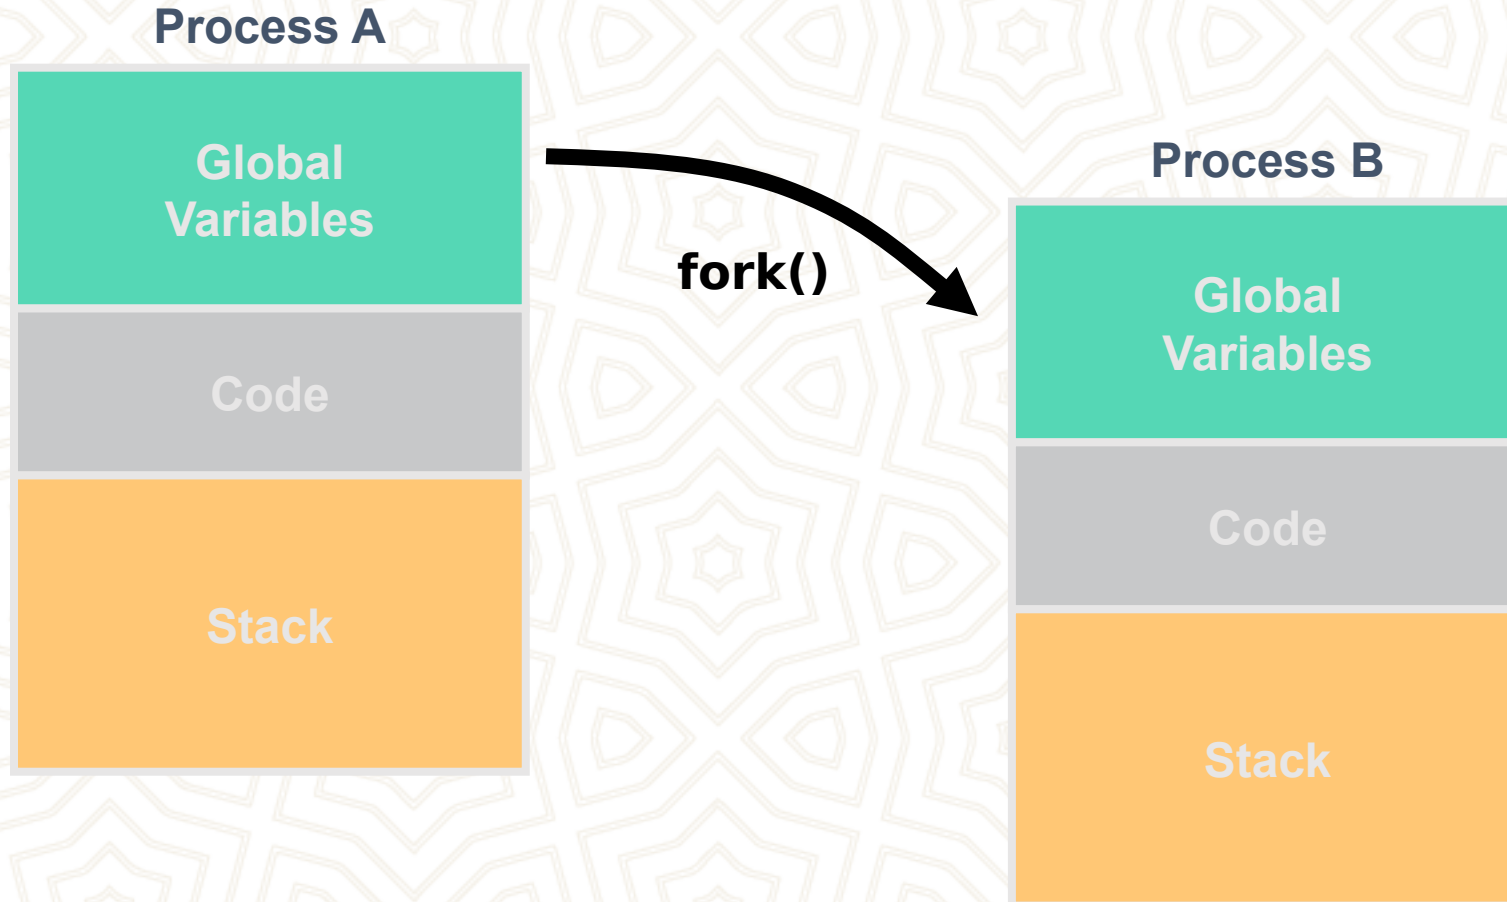 Process A
Global
Variables
Code
Stack
fork()
Process B
Global
Variables
Code
Stack